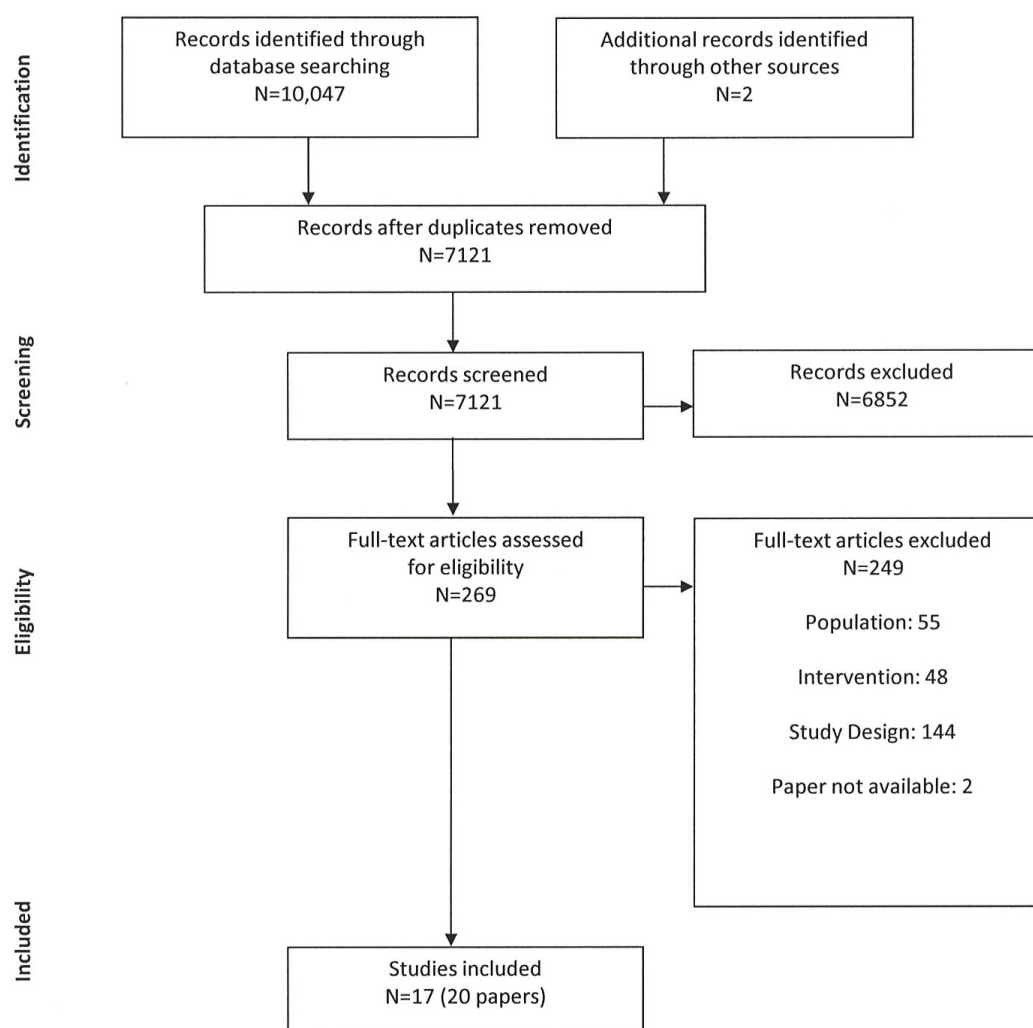 Identification
Records identified through
database searching
N=10,047
Additional records identified
through other sources
N=2
Records after duplicates removed
N=7121
Screening
Records screened
N=7121
Records excluded
N=6852
Eligibility
Full-text articles assessed
for eligibility
N=269
Full-text articles excluded
N=249
Population: 55
Intervention: 48
Study Design: 144
Paper not available: 2
Included
Studies included
N=17 (20 papers)